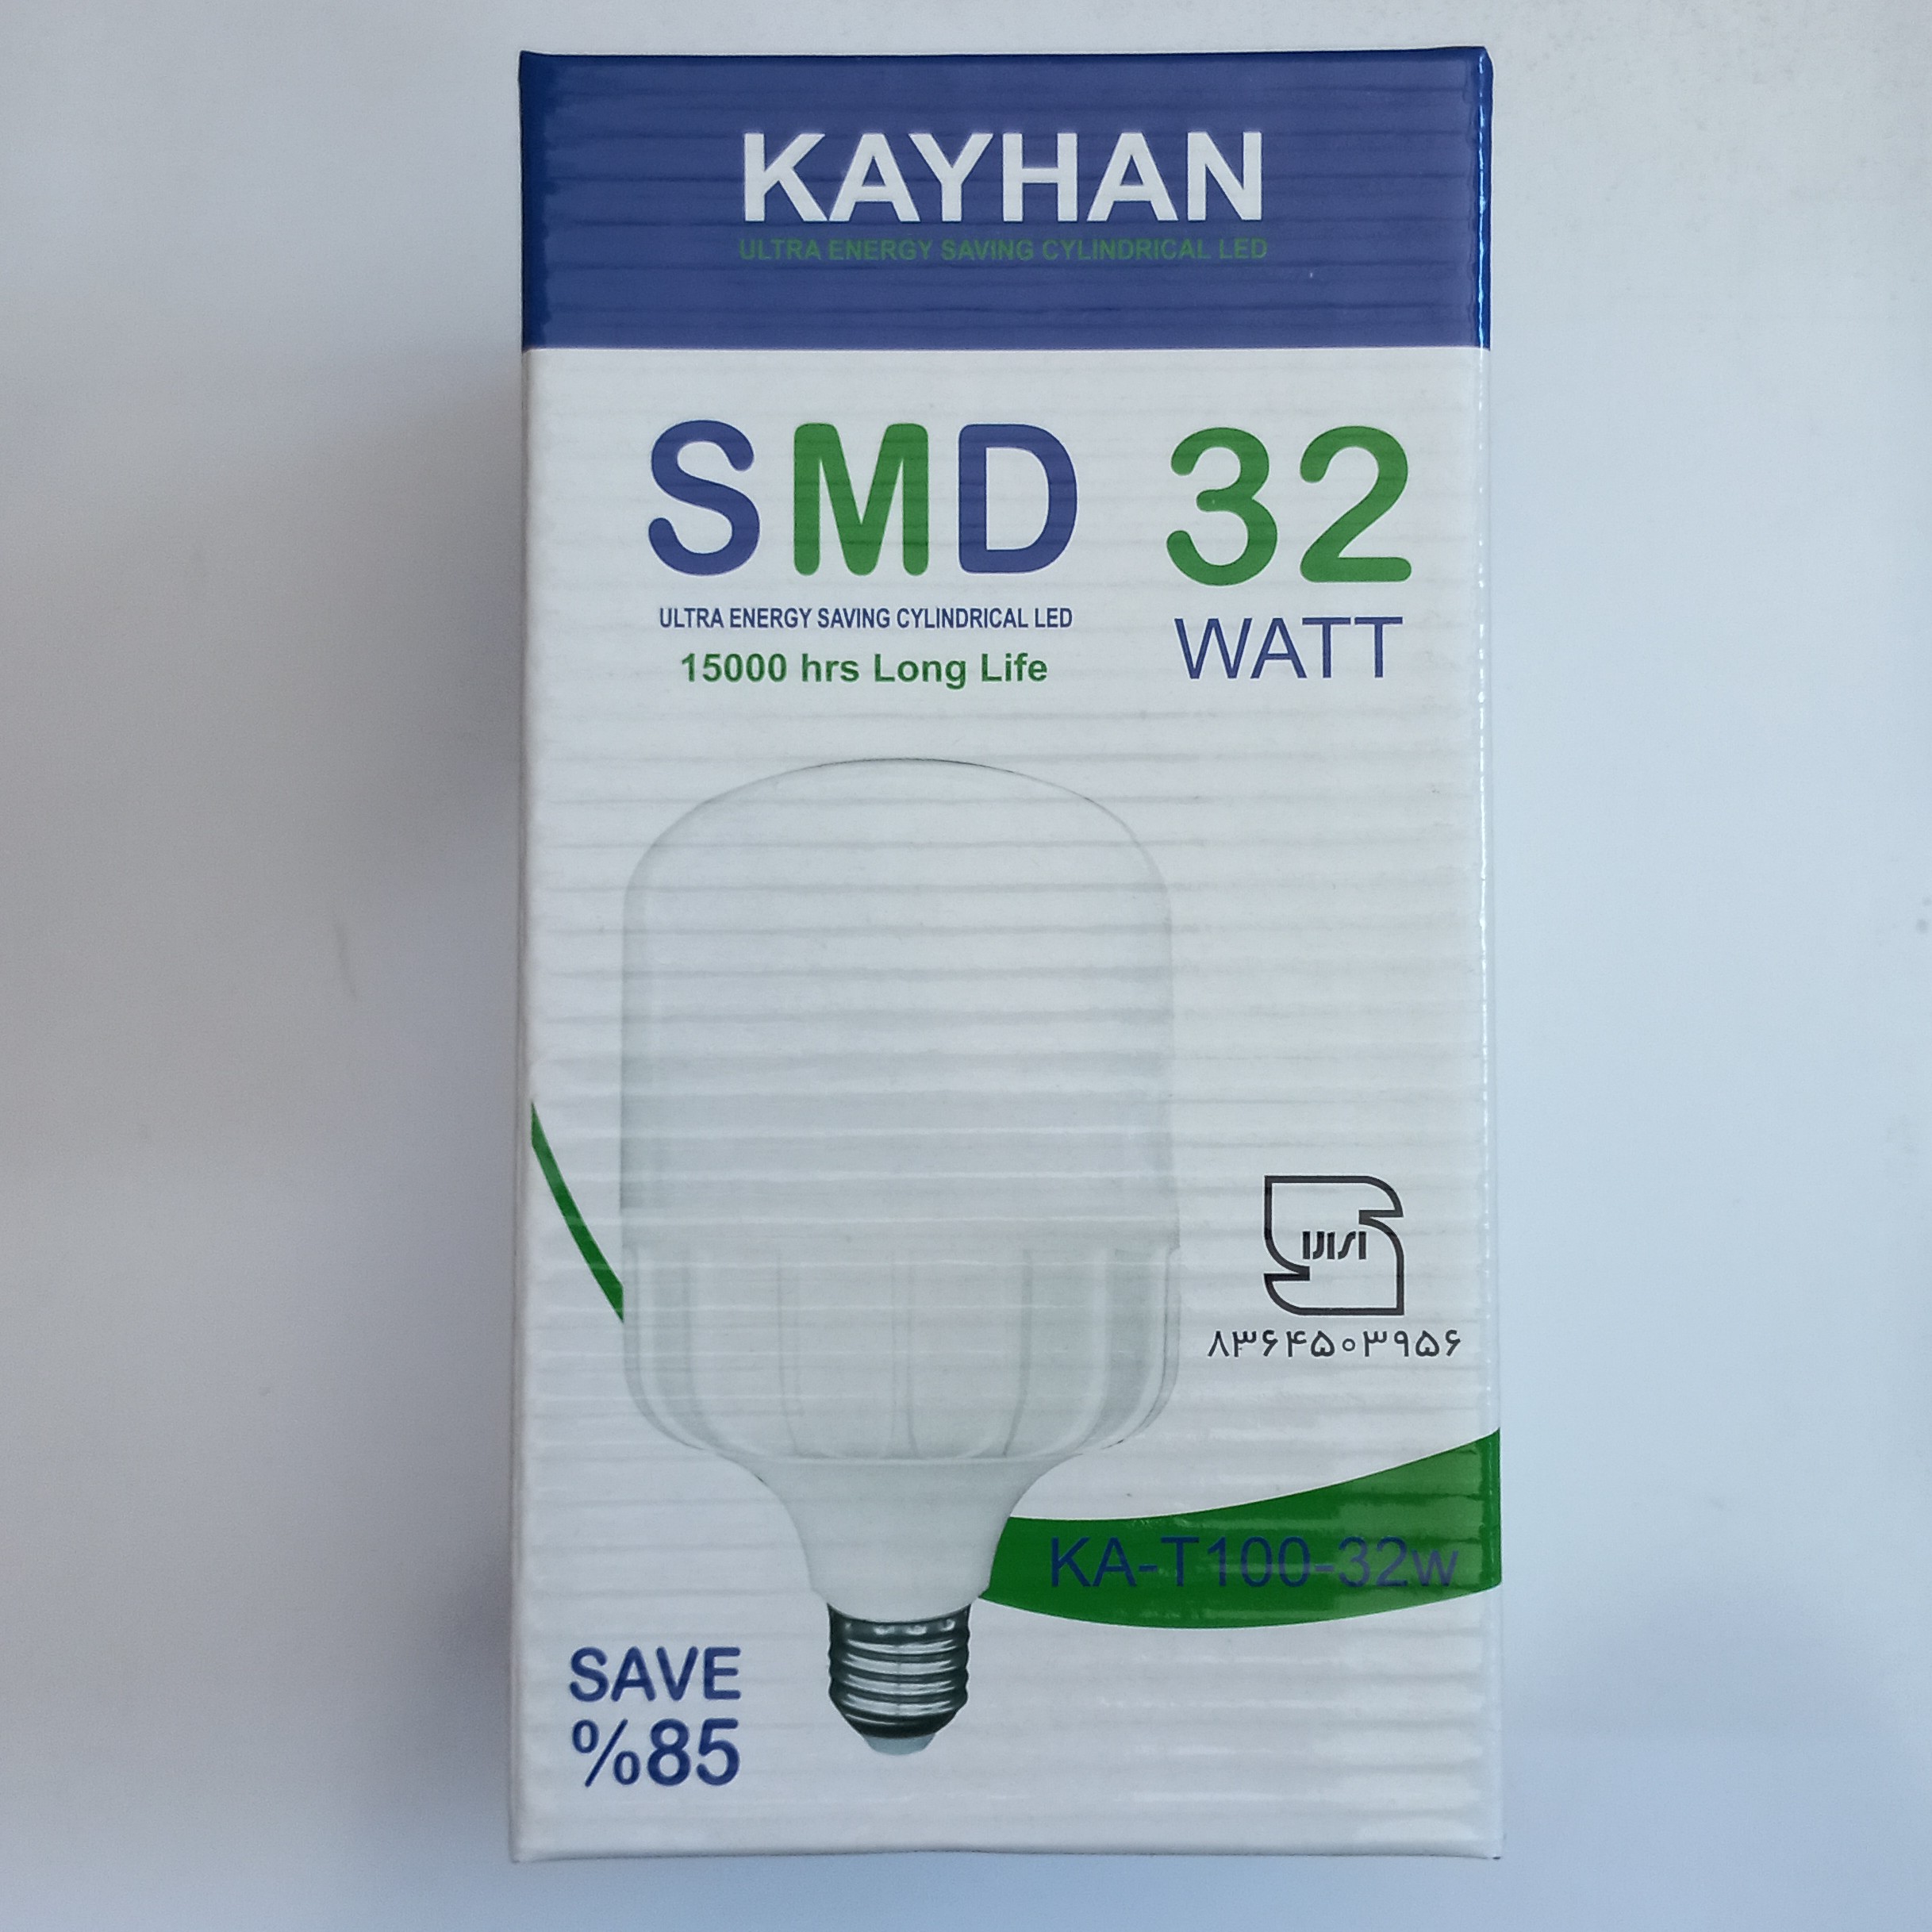 KAYHAN
ULTRA ENERGY SAVING CYLINDRICAL LED
SMD 32
WATT
ULTRA ENERGY SAVING CYLINDRICAL LED
15000 hrs Long Life
ایران
۸۳۶۴۵۰۳۹۵۶
KA-T100-32w
SAVE
%85